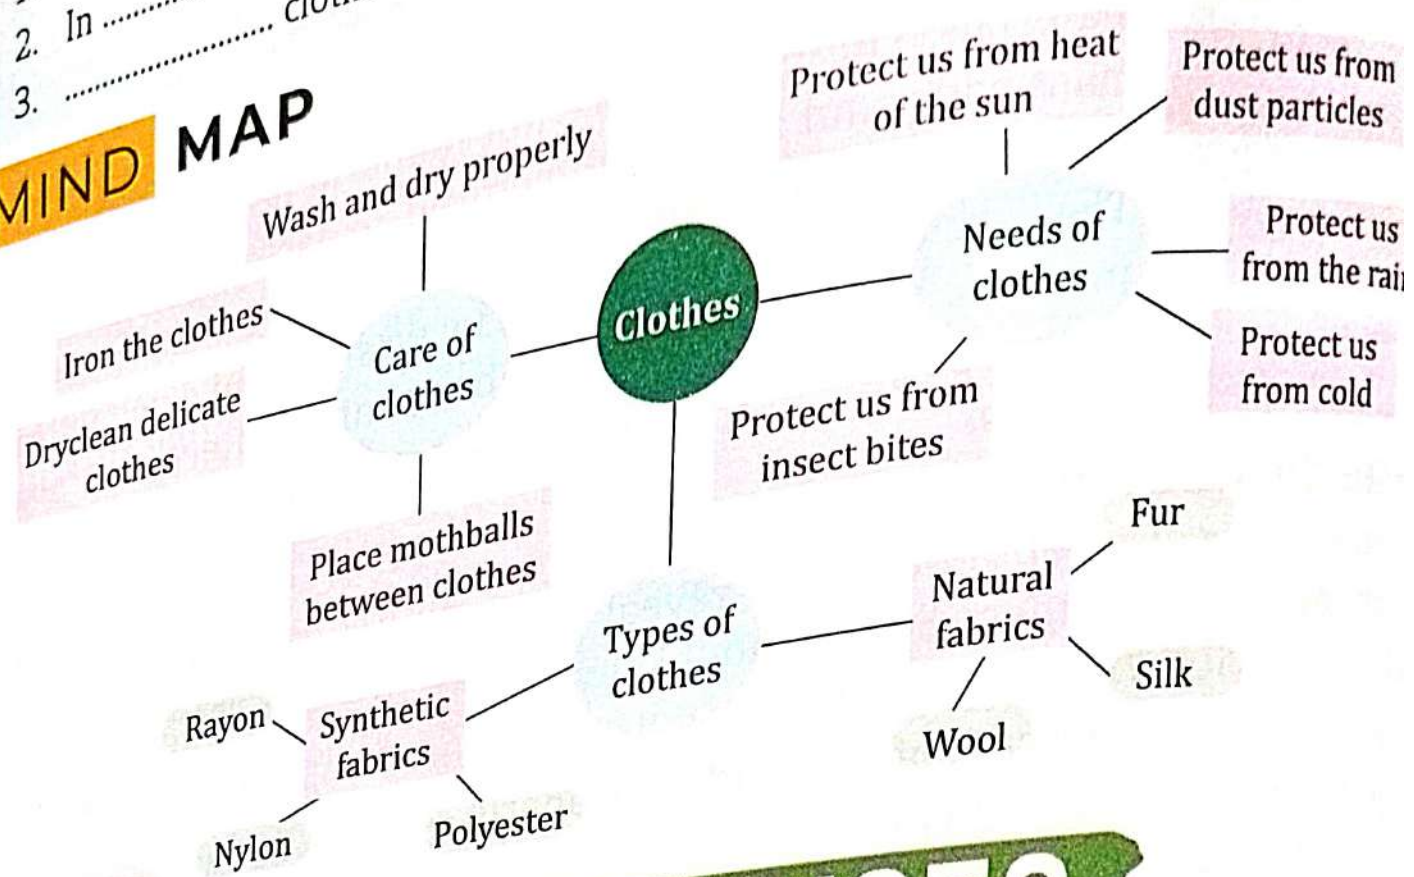 2. In ....................
3. .............................
MIND MAP
Wash and dry properly
Iron the clothes
Dryclean delicate
clothes
Care of
clothes
Place mothballs
between clothes
Clothes
Needs of
clothes
Protect us from heat
of the sun
Protect us from
dust particles
Protect us
from the
Protect us
from cold
Protect us from
insect bites
Types of
clothes
Natural
fabrics
Fur
Silk
Wool
Synthetic
fabrics
Rayon
Nylon
Polyester